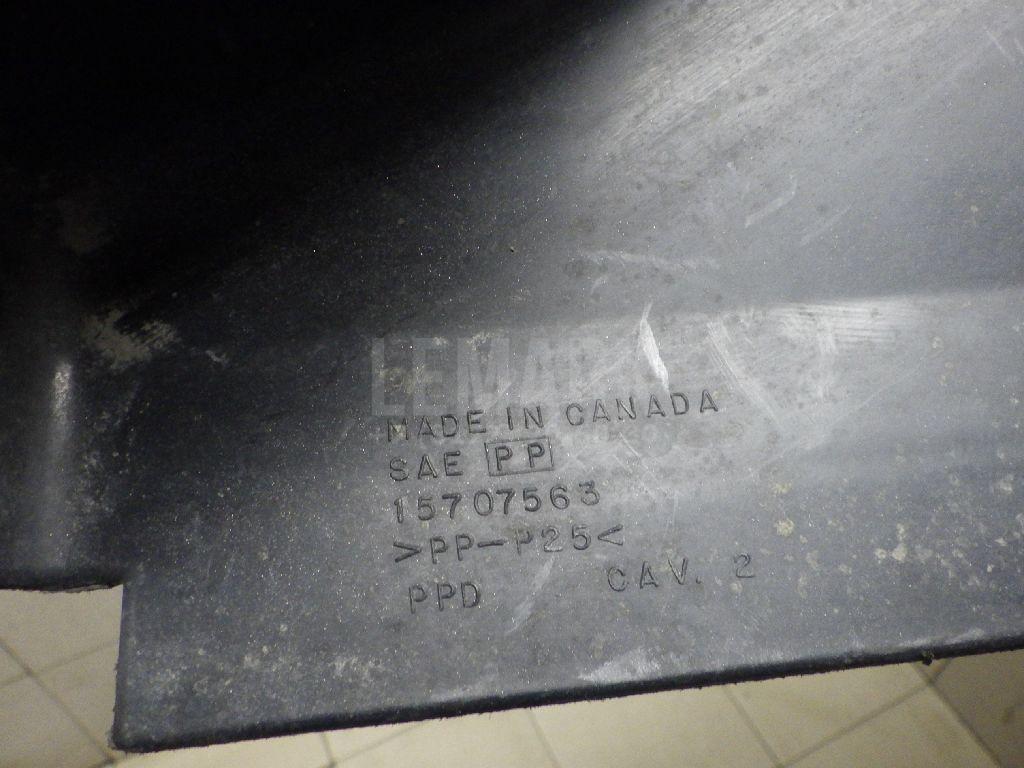 MADE IN CANADA
SAE PP
15707563
>PP-P25<
PPD CAV. 2